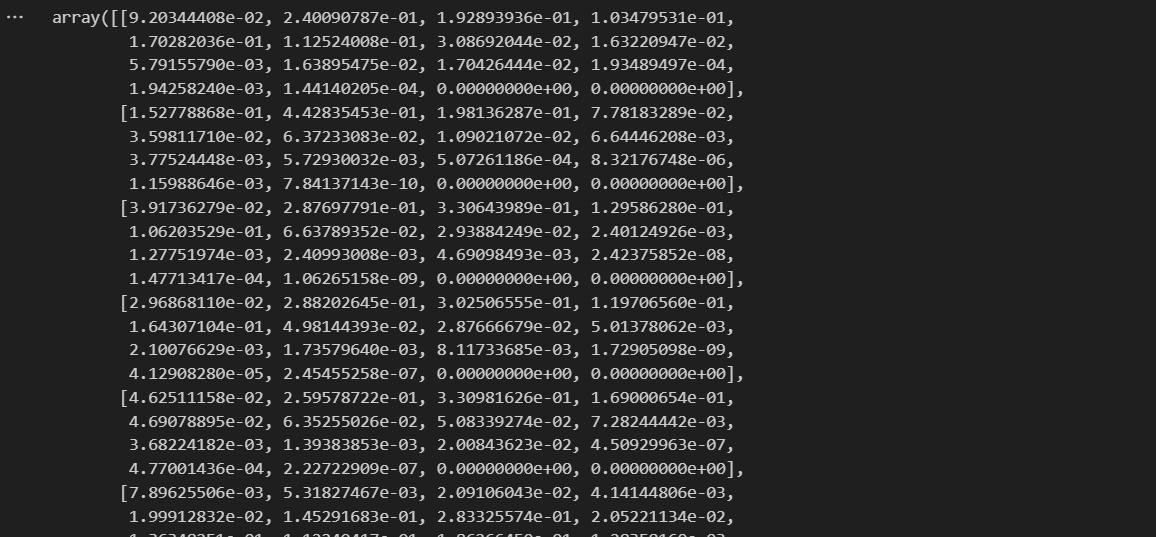 ... array([[9.20344408e-02, 2.40090787e-01, 1.92893936e-01, 1.03479531e-01,
1.70282036e-01, 1.12524008e-01, 3.08692044e-02, 1.63220947e-02,
5.79155790e-03, 1.63895475e-02, 1.70426444e-02, 1.93489497e-04,
1.94258240e-03, 1.44140205e-04, 0.00000000e+00, 0.00000000e+00],
[1.52778868e-01, 4.42835453e-01, 1.98136287e-01, 7.78183289e-02,
3.59811710e-02, 6.37233083e-02, 1.09021072e-02, 6.64446208e-03,
3.77524448e-03, 5.72930032e-03, 5.07261186e-04, 8.32176748e-06,
1.15988646e-03, 7.84137143e-10, 0.00000000e+00, 0.00000000e+00],
[3.91736279e-02, 2.87697791e-01, 3.30643989e-01, 1.29586280e-01,
1.06203529e-01, 6.63789352e-02, 2.93884249e-02, 2.40124926e-03,
1.27751974e-03, 2.40993008e-03, 4.69098493e-03, 2.42375852e-08,
1.47713417e-04, 1.06265158e-09, 0.00000000e+00, 0.00000000e+00],
[2.96868110e-02, 2.88202645e-01, 3.02506555e-01, 1.19706560e-01,
1.64307104e-01, 4.98144393e-02, 2.87666679e-02, 5.01378062e-03,
2.10076629e-03, 1.73579640e-03, 8.11733685e-03, 1.72905098e-09,
4.12908280e-05, 2.45455258e-07, 0.00000000e+00, 0.00000000e+00],
[4.62511158e-02, 2.59578722e-01, 3.30981626e-01, 1.69000654e-01,
4.69078895e-02, 6.35255026e-02, 5.08339274e-02, 7.28244442e-03,
3.68224182e-03, 1.39383853e-03, 2.00843623e-02, 4.50929963e-07,
4.77001436e-04, 2.22722909e-07, 0.00000000e+00, 0.00000000e+00],
[7.89625506e-03, 5.31827467e-03, 2.09106043e-02, 4.14144806e-03,
1.99912832e-02, 1.45291683e-01, 2.83325574e-01, 2.05221134e-02,